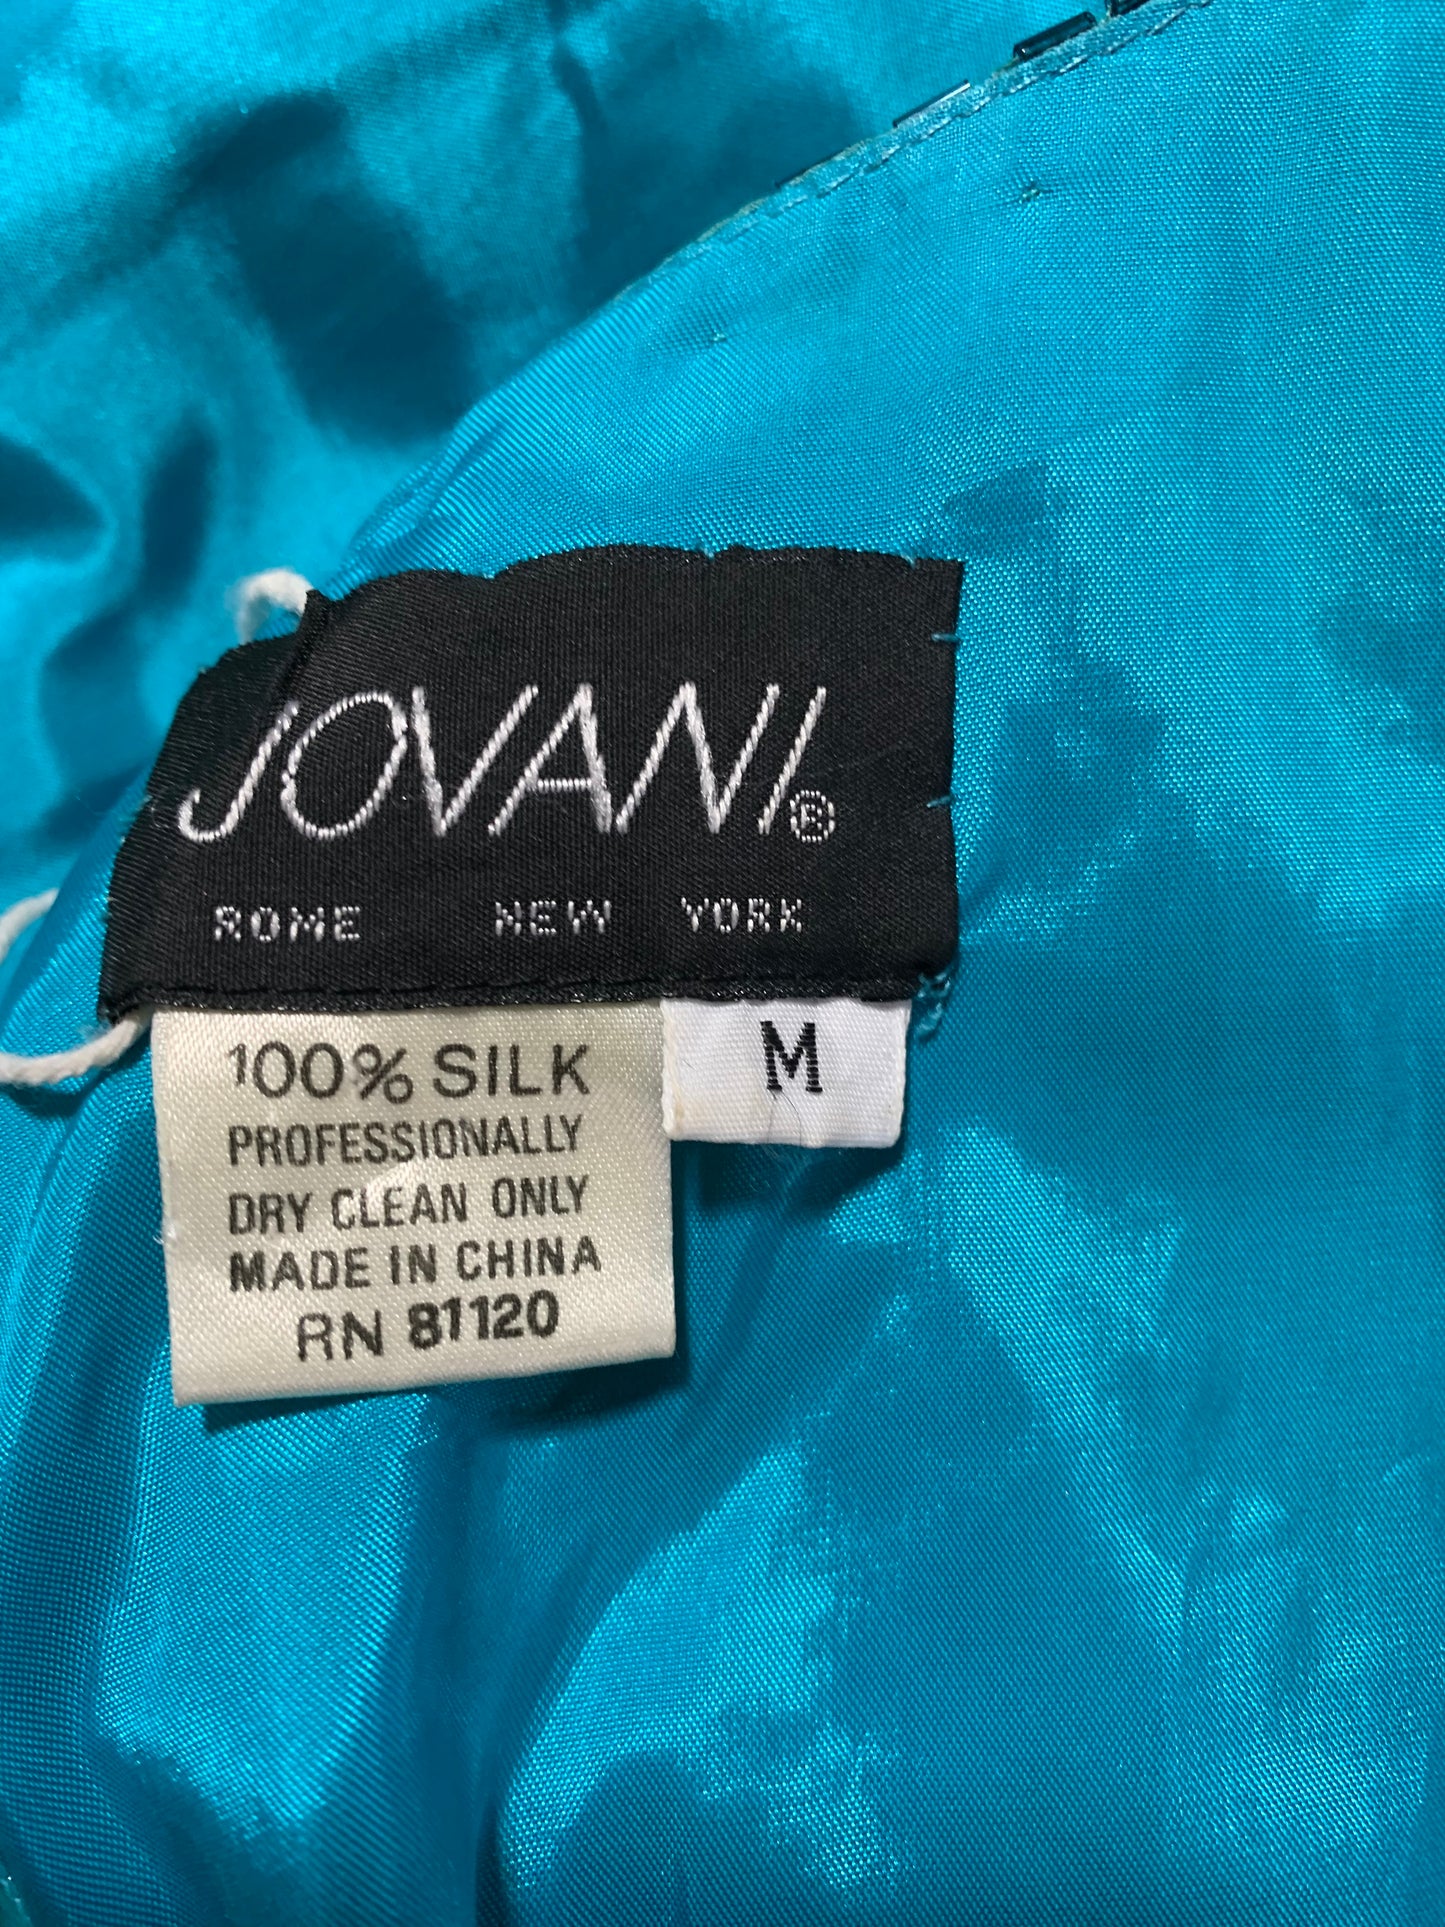 JOVANI®
ROME NEW YORK
100% SILK
PROFESSIONALLY
DRY CLEAN ONLY
MADE IN CHINA
RN 81120
M